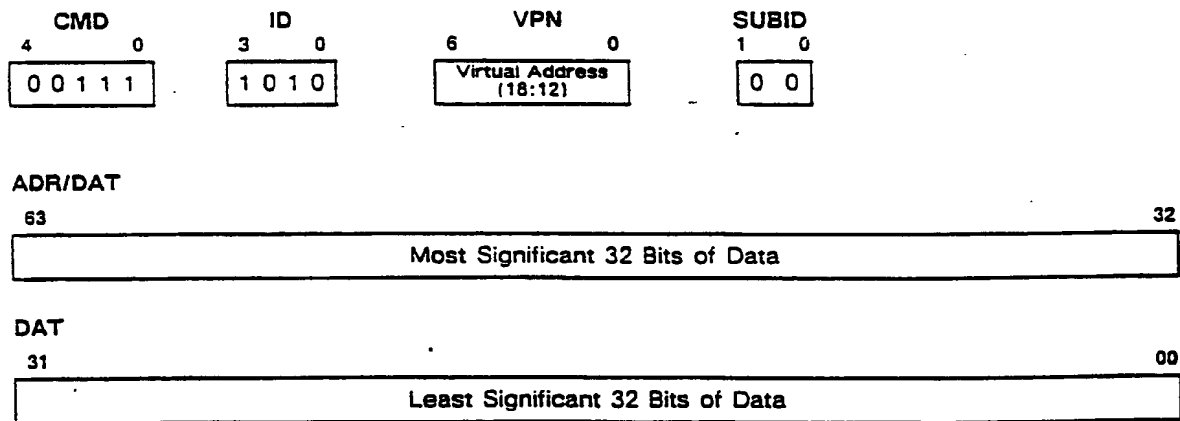 CMD ID VPN SUBID
4 0 3 0 6 0 1 0
0 0 1 1 1 1 0 1 0 Virtual Address (18:12) 0 0
ADR/DAT
63 32
Most Significant 32 Bits of Data
DAT
31 00
Least Significant 32 Bits of Data